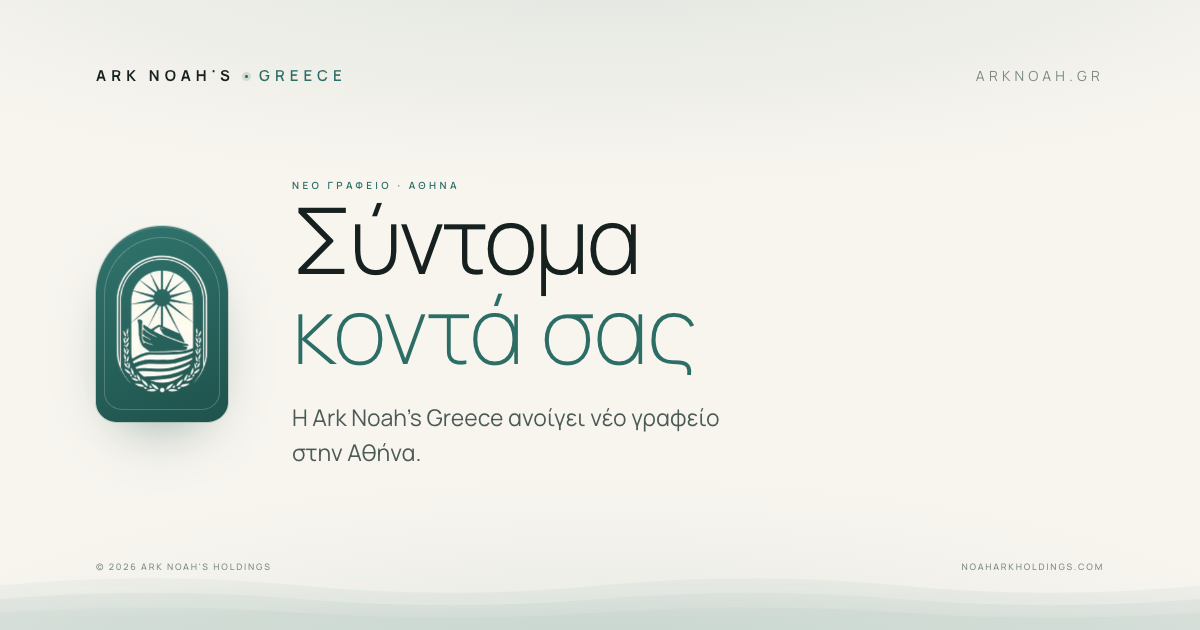 ARK NOAH'S GREECE
ARKNOAH.GR
ΝΕΟ ΓΡΑΦΕΙΟ · ΑΘΗΝΑ
Σύντομα
κοντά σας
Η Ark Noah’s Greece ανοίγει νέο γραφείο
στην Αθήνα.
© 2026 ARK NOAH'S HOLDINGS
NOAHARKHOLDINGS.COM